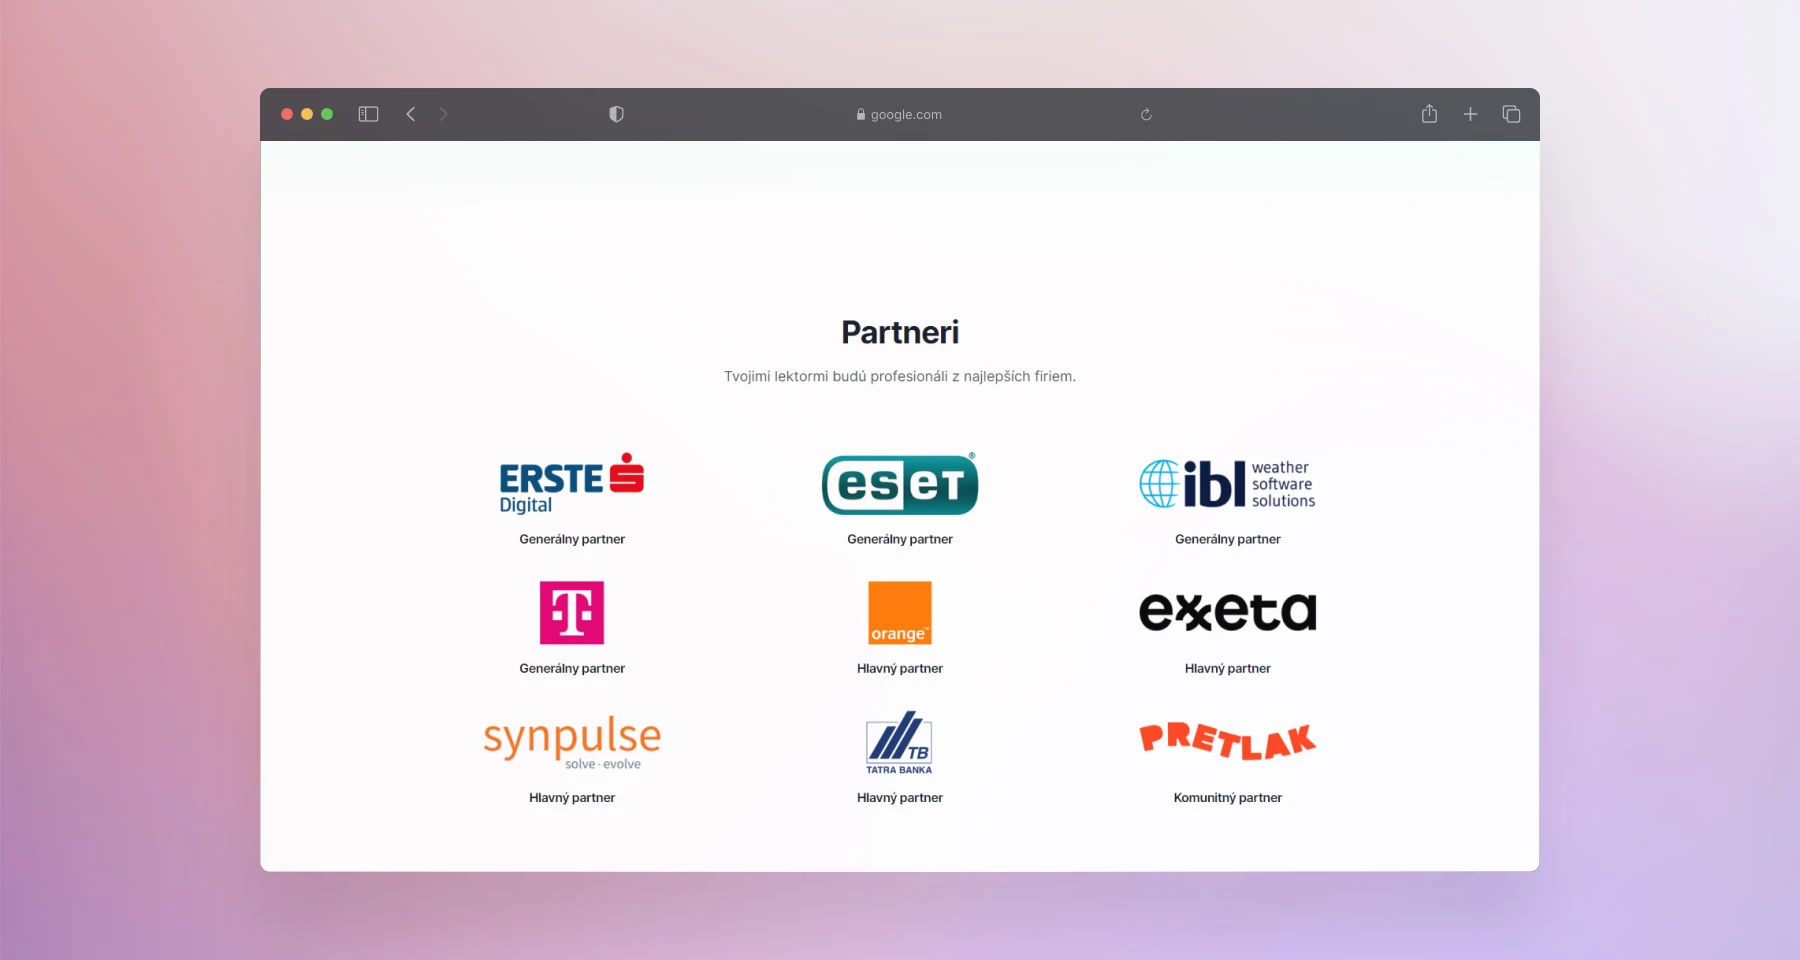 google.com
Partneri
Tvojimi lektormi budú profesionáli z najlepších firiem.
ERSTE
Digital
Generálny partner
eseT®
Generálny partner
ibl weather
software
solutions
Generálny partner
T
Generálny partner
orange™
Hlavný partner
exxeta
Hlavný partner
synpulse
solve · evolve
Hlavný partner
TB
TATRA BANKA
Hlavný partner
PRETLAK
Komunitný partner